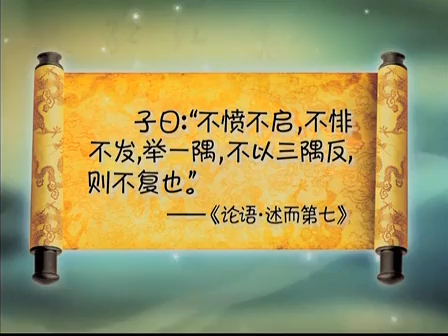 子曰:“不愤不启,不悱
不发,举一隅,不以三隅反,
则不复也。”
——《论语·述而第七》